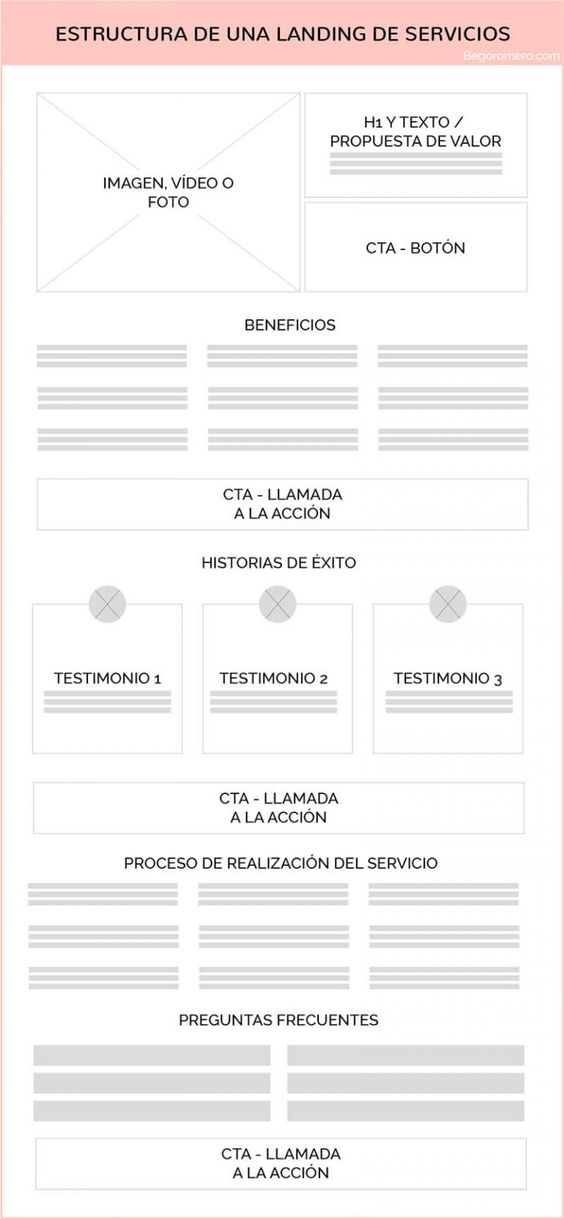 ESTRUCTURA DE UNA LANDING DE SERVICIOS
Begoromero.com
IMAGEN, VÍDEO O
FOTO
H1 Y TEXTO /
PROPUESTA DE VALOR
CTA - BOTÓN
BENEFICIOS
CTA - LLAMADA
A LA ACCIÓN
HISTORIAS DE ÉXITO
TESTIMONIO 1
TESTIMONIO 2
TESTIMONIO 3
CTA - LLAMADA
A LA ACCIÓN
PROCESO DE REALIZACIÓN DEL SERVICIO
PREGUNTAS FRECUENTES
CTA - LLAMADA
A LA ACCIÓN